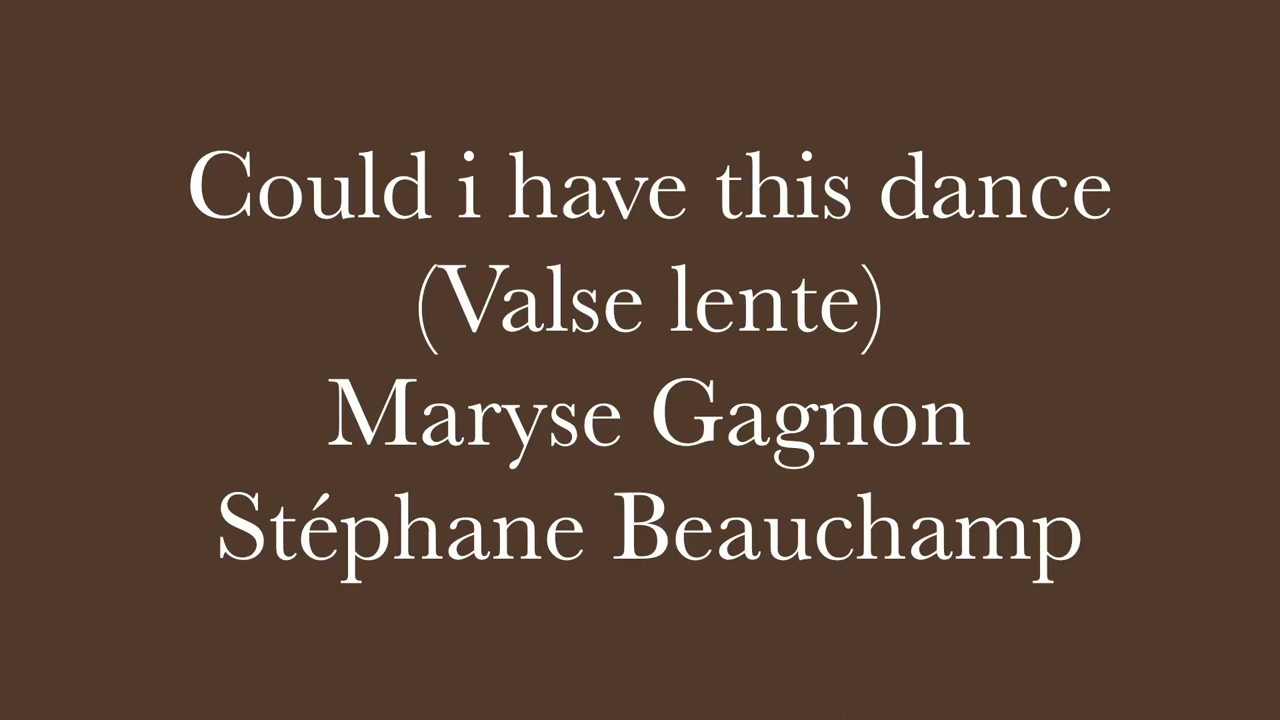 Could i have this dance
(Valse lente)
Maryse Gagnon
Stéphane Beauchamp